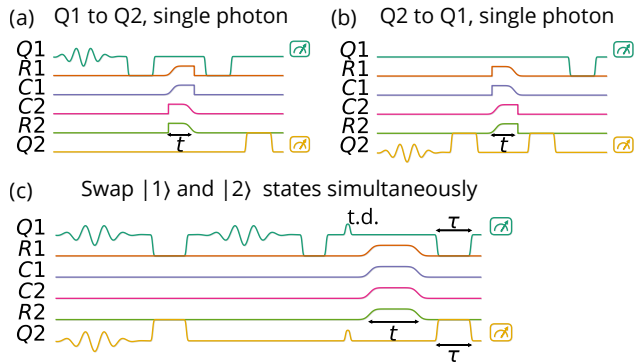 (a) Q1 to Q2, single photon
Q1
R1
C1
C2
R2
Q2
t
(b) Q2 to Q1, single photon
Q1
R1
C1
C2
R2
Q2
t
(c) Swap |1⟩ and |2⟩ states simultaneously
t.d.
τ
Q1
R1
C1
C2
R2
Q2
t
τ